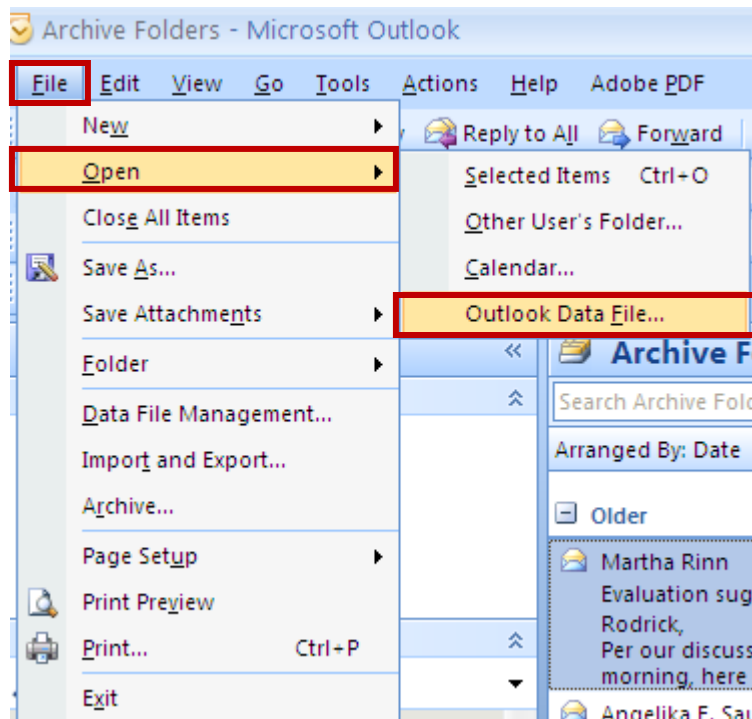 Archive Folders - Microsoft Outlook
File Edit View Go Tools Actions Help Adobe PDF
New
Reply to All Forward
Open
Selected Items Ctrl+O
Close All Items
Other User's Folder...
Save As...
Calendar...
Save Attachments
Outlook Data File...
Folder
Archive F
Data File Management...
Search Archive Fol
Import and Export...
Arranged By: Date
Archive...
Older
Page Setup
Martha Rinn
Print Preview
Evaluation sug
Rodrick,
Print... Ctrl+P
Per our discuss
morning, here
Exit
Angelika F. Sau